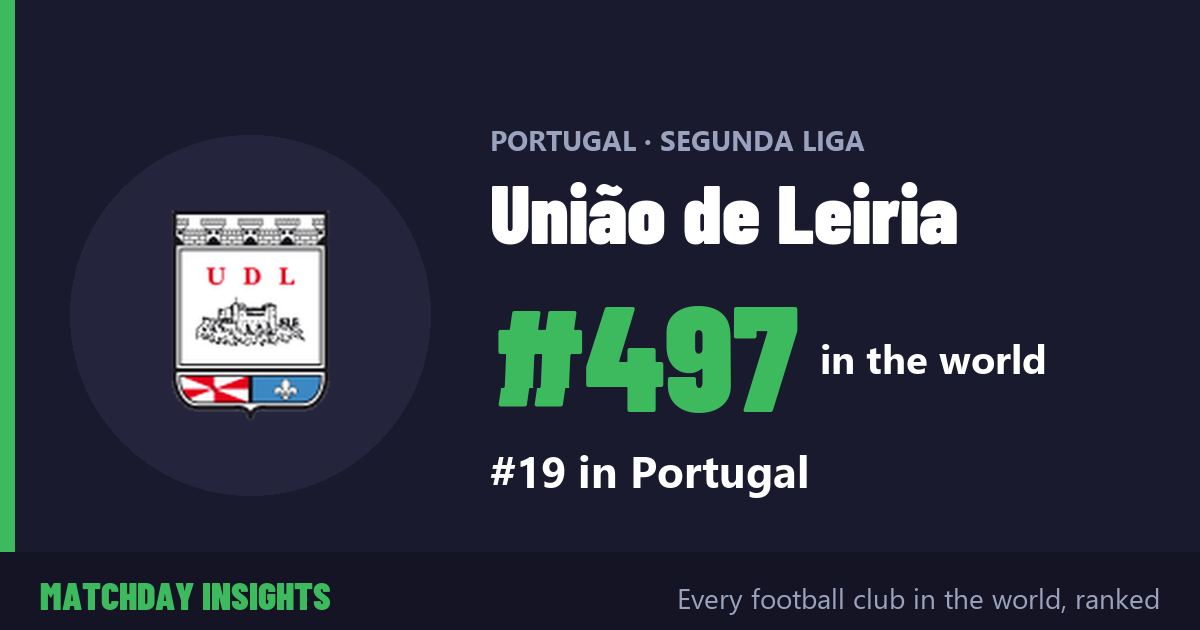 PORTUGAL · SEGUNDA LIGA
União de Leiria
U D L
#497 in the world
#19 in Portugal
MATCHDAY INSIGHTS
Every football club in the world, ranked